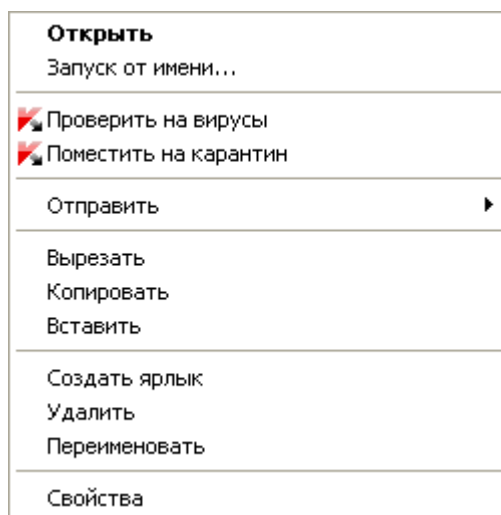 Открыть
Запуск от имени...
Проверить на вирусы
Поместить на карантин
Отправить
Вырезать
Копировать
Вставить
Создать ярлык
Удалить
Переименовать
Свойства